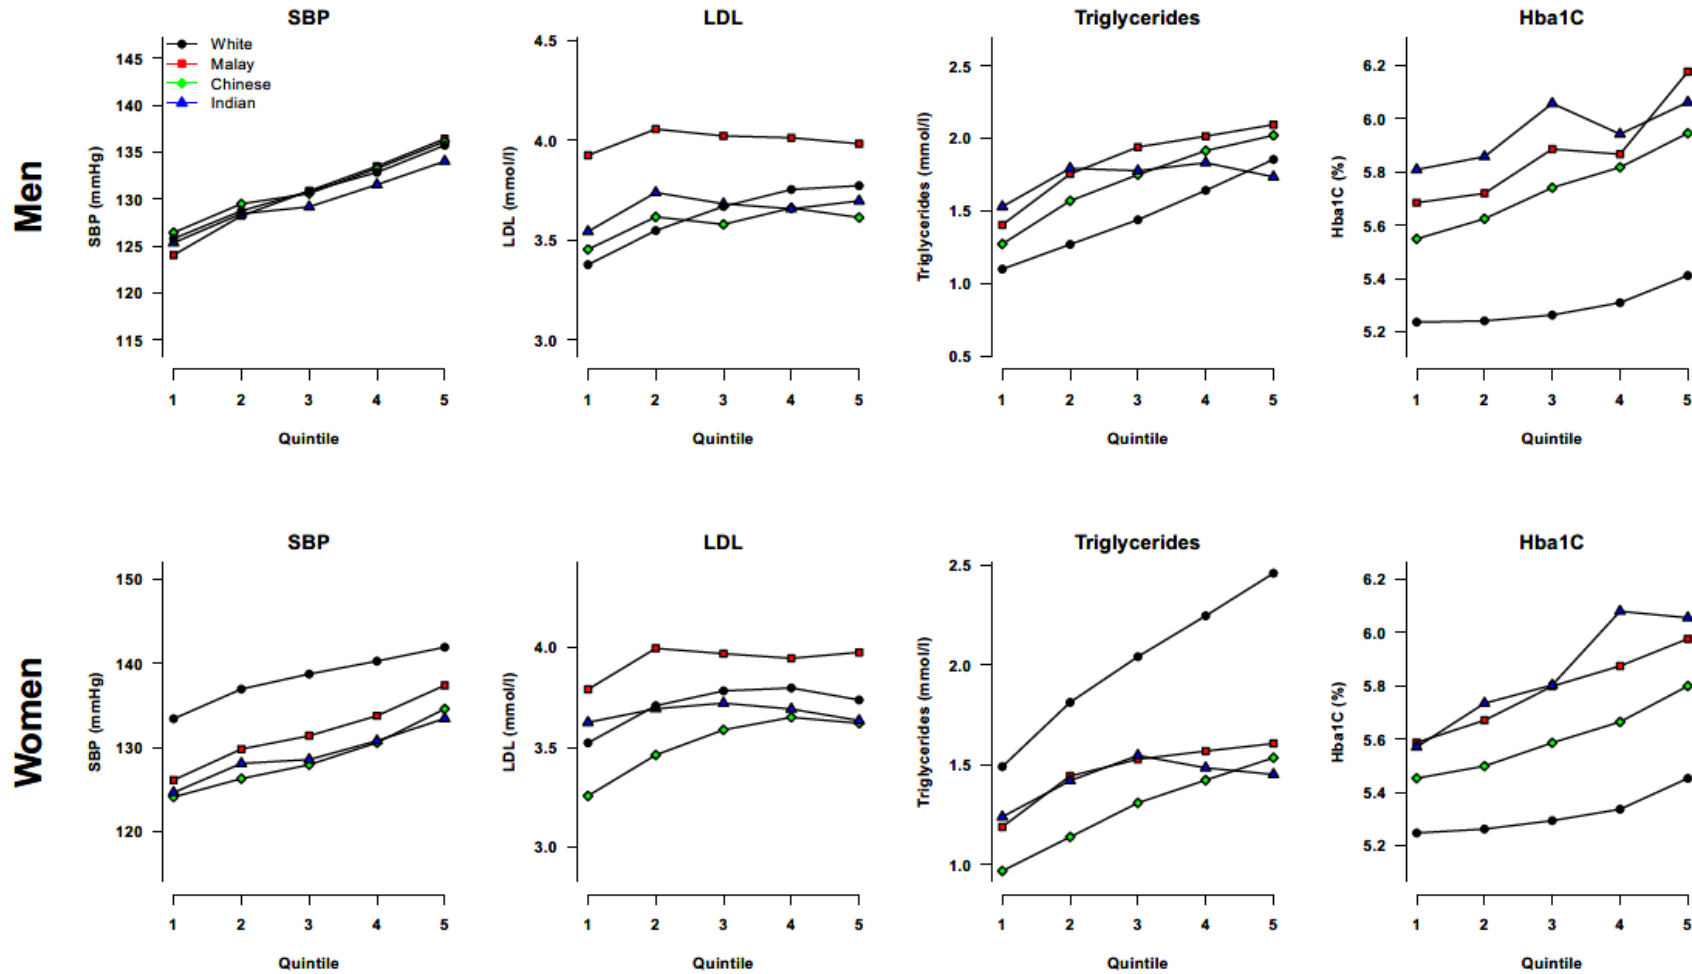 SBP
LDL
Triglycerides
Hba1C
White
Malay
Chinese
Indian
Men
SBP (mmHg)
145
140
135
130
125
120
115
1 2 3 4 5
Quintile
LDL (mmol/l)
4.5
4.0
3.5
3.0
1 2 3 4 5
Quintile
Triglycerides (mmol/l)
2.5
2.0
1.5
1.0
0.5
1 2 3 4 5
Quintile
Hba1C (%)
6.2
6.0
5.8
5.6
5.4
5.2
1 2 3 4 5
Quintile
SBP
LDL
Triglycerides
Hba1C
Women
SBP (mmHg)
150
140
130
120
1 2 3 4 5
Quintile
LDL (mmol/l)
4.0
3.5
3.0
1 2 3 4 5
Quintile
Triglycerides (mmol/l)
2.5
2.0
1.5
1.0
1 2 3 4 5
Quintile
Hba1C (%)
6.2
6.0
5.8
5.6
5.4
5.2
1 2 3 4 5
Quintile